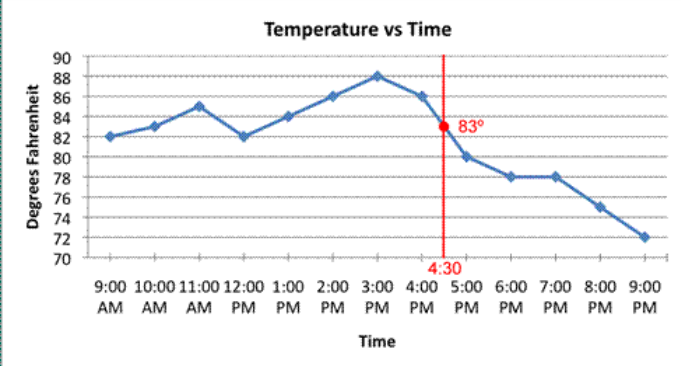 Temperature vs Time
90
88
86
84
82
80
78
76
74
72
70
Degrees Fahrenheit
83º
4:30
9:00 10:00 11:00 12:00 1:00 2:00 3:00 4:00 5:00 6:00 7:00 8:00 9:00
AM AM AM PM PM PM PM PM PM PM PM PM PM
Time